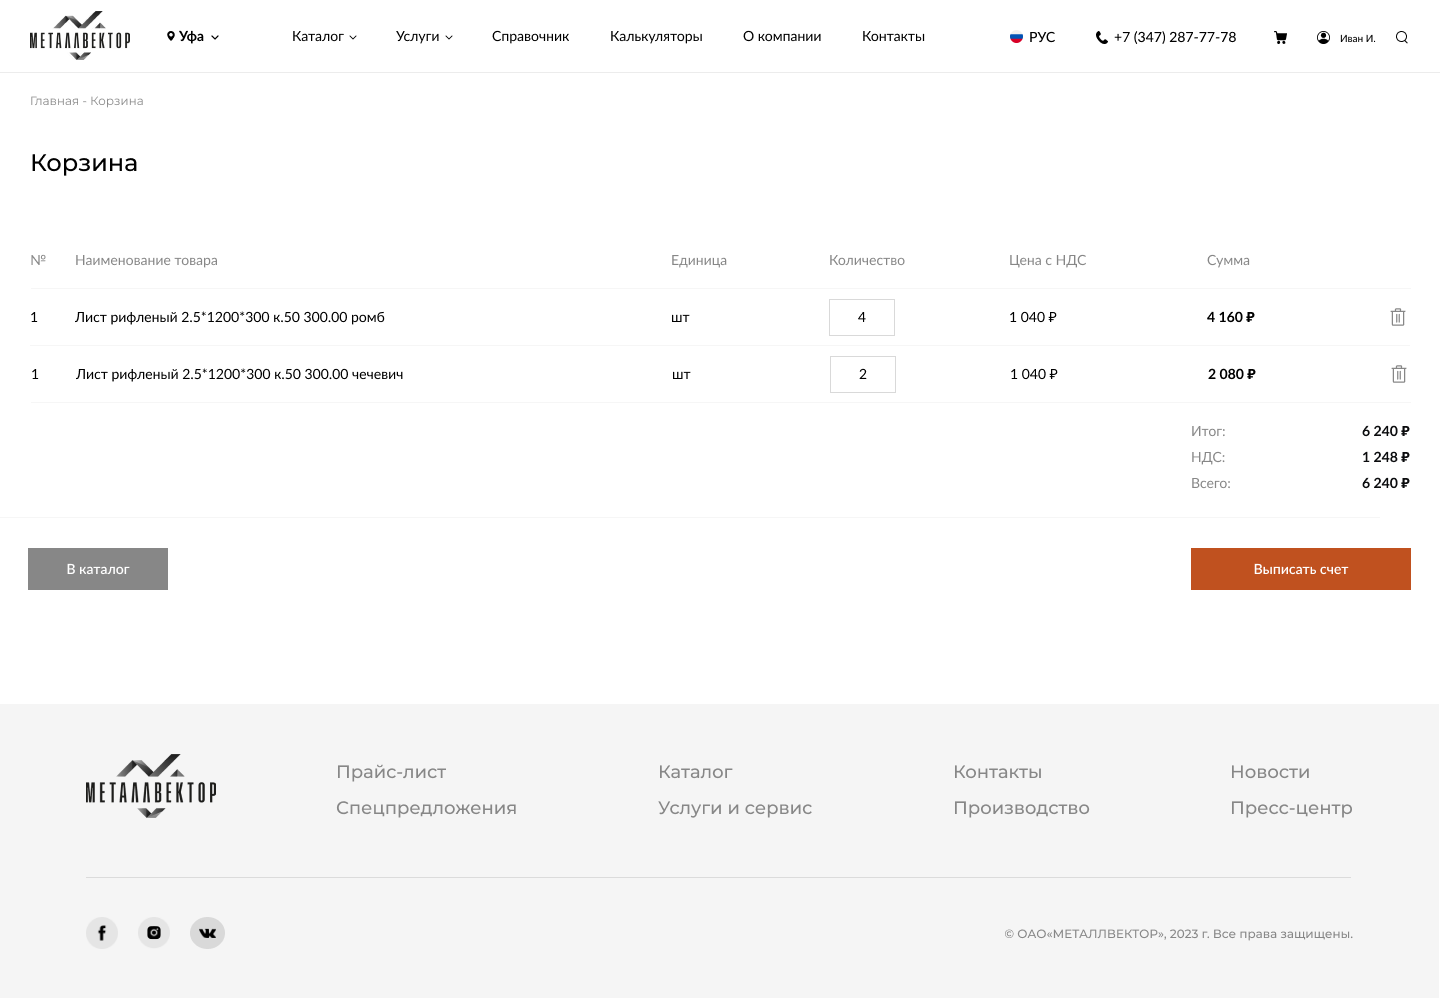 МЕТАЛЛВЕКТОР Уфа Каталог Услуги Справочник Калькуляторы О компании Контакты РУС +7 (347) 287-77-78 Иван И.
Главная - Корзина
Корзина
№ Наименование товара Единица Количество Цена с НДС Сумма
1 Лист рифленый 2.5*1200*300 к.50 300.00 ромб шт 4 1 040 ₽ 4 160 ₽
1 Лист рифленый 2.5*1200*300 к.50 300.00 чечевич шт 2 1 040 ₽ 2 080 ₽
Итог: 6 240 ₽
НДС: 1 248 ₽
Всего: 6 240 ₽
В каталог Выписать счет
МЕТАЛЛВЕКТОР
Прайс-лист Каталог Контакты Новости
Спецпредложения Услуги и сервис Производство Пресс-центр
© ОАО«МЕТАЛЛВЕКТОР», 2023 г. Все права защищены.